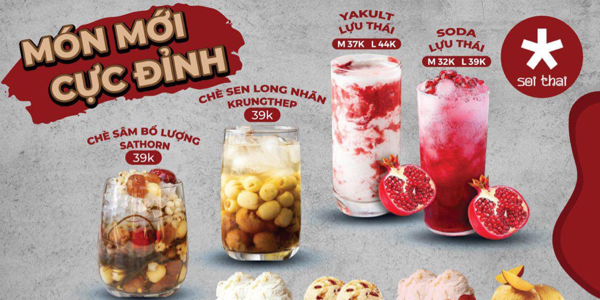 MÓN MỚI
CỰC ĐỈNH
CHÈ SÂM BỔ LƯỢNG
SATHORN
39k
CHÈ SEN LONG NHÃN
KRUNGTHEP
39k
YAKULT
LỰU THÁI
M 37K L 44K
SODA
LỰU THÁI
M 32K L 39K
soi thai